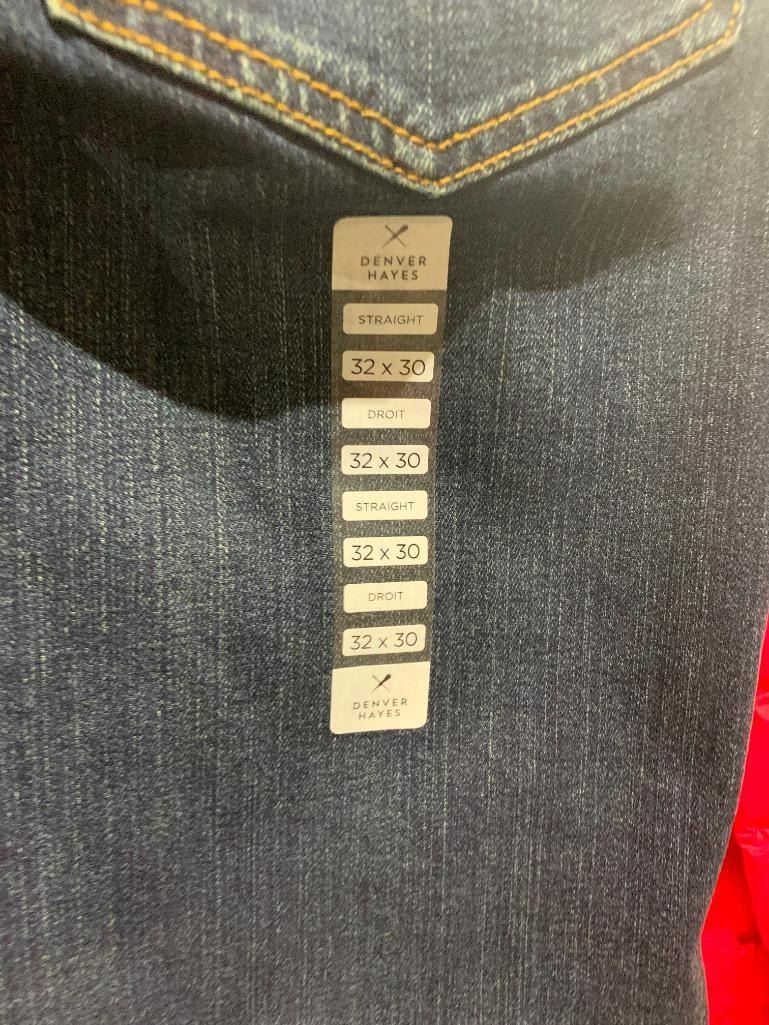 DENVER
HAYES
STRAIGHT
32 x 30
DROIT
32 x 30
STRAIGHT
32 x 30
DROIT
32 x 30
DENVER
HAYES